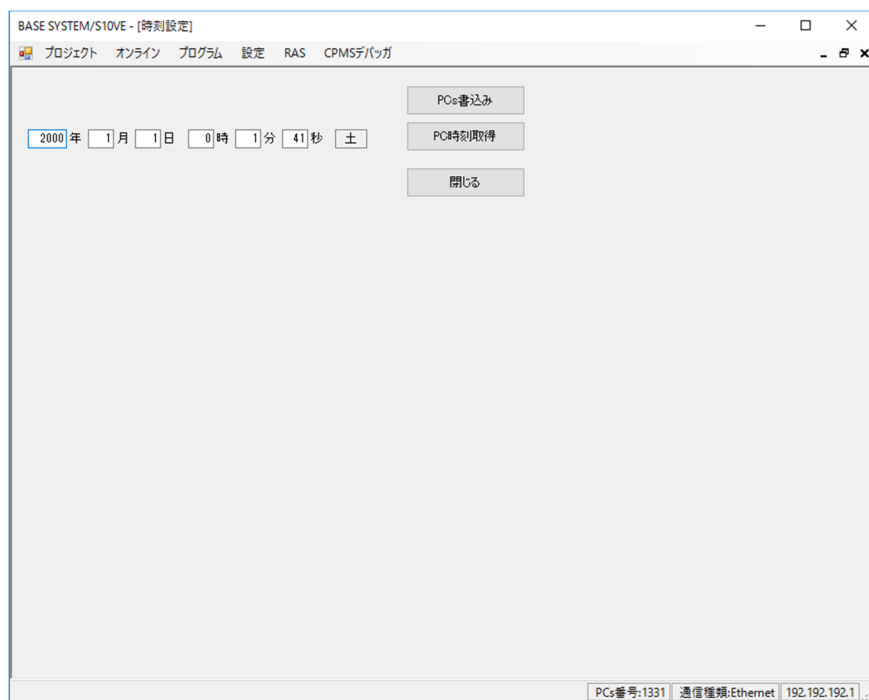 BASE SYSTEM/S10VE - [時刻設定]
プロジェクト オンライン プログラム 設定 RAS CPMSデバッガ
PCs書込み
2000 年 1 月 1 日 0 時 1 分 41 秒 土
PC時刻取得
閉じる
PCs番号:1331 通信種類:Ethernet 192.192.192.1